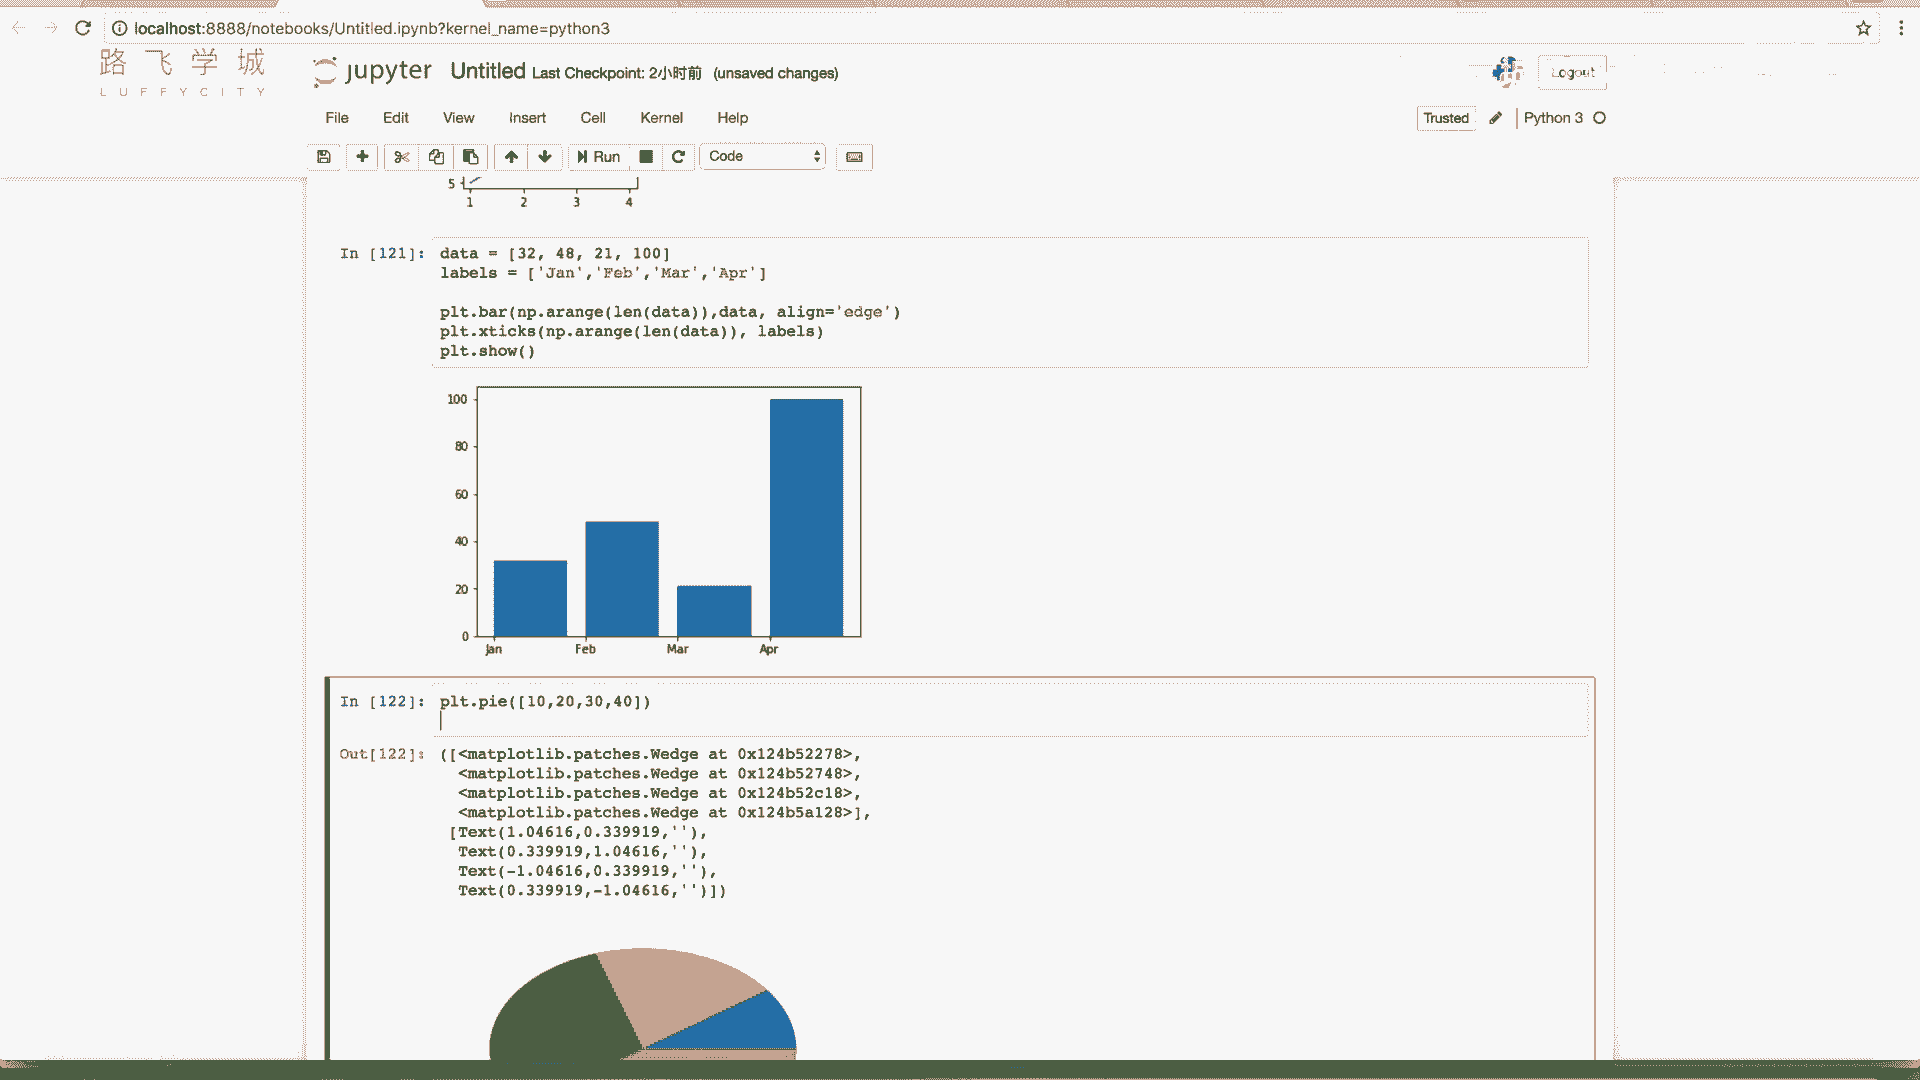 localhost:8888/notebooks/Untitled.ipynb?kernel_name=python3
路飞学城
LUFFYCITY
jupyter Untitled Last Checkpoint: 2小时前 (unsaved changes)
Logout
File Edit View Insert Cell Kernel Help
Trusted Python 3
Run Code
5
1 2 3 4
In [121]: data = [32, 48, 21, 100]
labels = ['Jan','Feb','Mar','Apr']
plt.bar(np.arange(len(data)),data, align='edge')
plt.xticks(np.arange(len(data)), labels)
plt.show()
100
80
60
40
20
0
Jan Feb Mar Apr
In [122]: plt.pie([10,20,30,40])
Out[122]: ([<matplotlib.patches.Wedge at 0x124b52278>,
<matplotlib.patches.Wedge at 0x124b52748>,
<matplotlib.patches.Wedge at 0x124b52c18>,
<matplotlib.patches.Wedge at 0x124b5a128>],
[Text(1.04616,0.339919,''),
Text(0.339919,1.04616,''),
Text(-1.04616,0.339919,''),
Text(0.339919,-1.04616,'')])